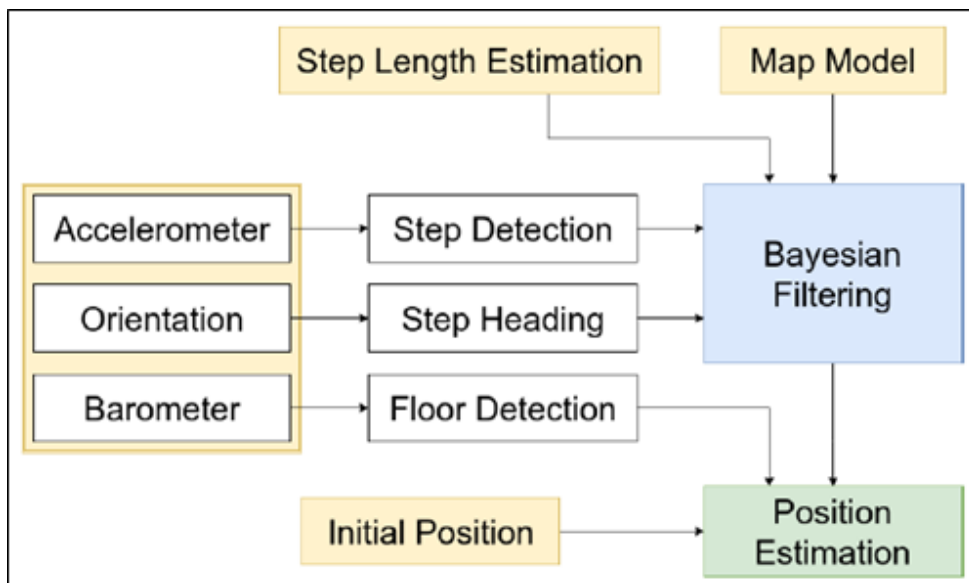 Step Length Estimation
Map Model
Accelerometer
Step Detection
Bayesian
Filtering
Orientation
Step Heading
Barometer
Floor Detection
Initial Position
Position
Estimation